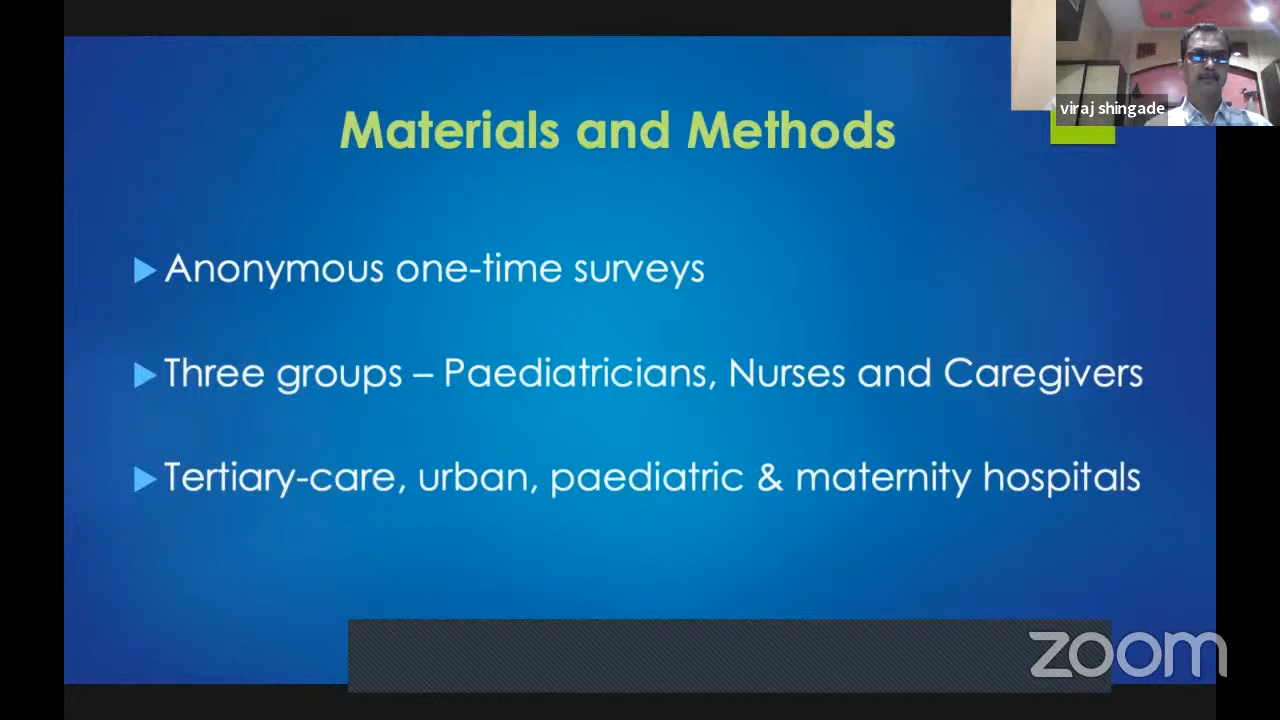 Materials and Methods
viraj shingade
Anonymous one-time surveys
Three groups – Paediatricians, Nurses and Caregivers
Tertiary-care, urban, paediatric & maternity hospitals
zoom